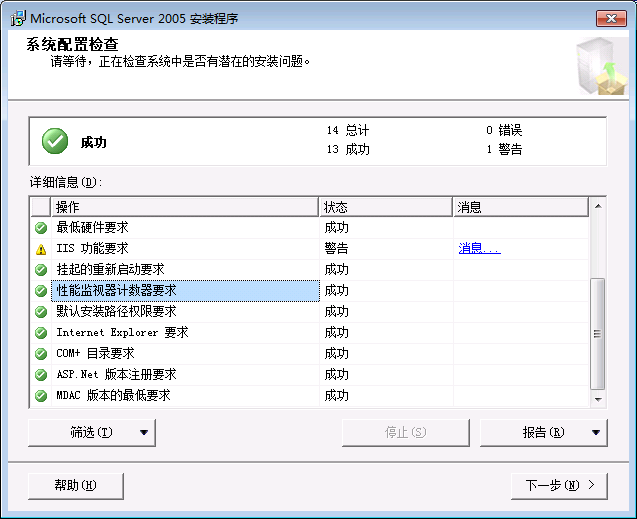 Microsoft SQL Server 2005 安装程序
系统配置检查
请等待，正在检查系统中是否有潜在的安装问题。
成功
14 总计
0 错误
13 成功
1 警告
详细信息(D):
操作 状态 消息
最低硬件要求 成功
IIS 功能要求 警告 消息...
挂起的重新启动要求 成功
性能监视器计数器要求 成功
默认安装路径权限要求 成功
Internet Explorer 要求 成功
COM+ 目录要求 成功
ASP.Net 版本注册要求 成功
MDAC 版本的最低要求 成功
筛选(T) 停止(S) 报告(R)
帮助(H) 下一步(N) >